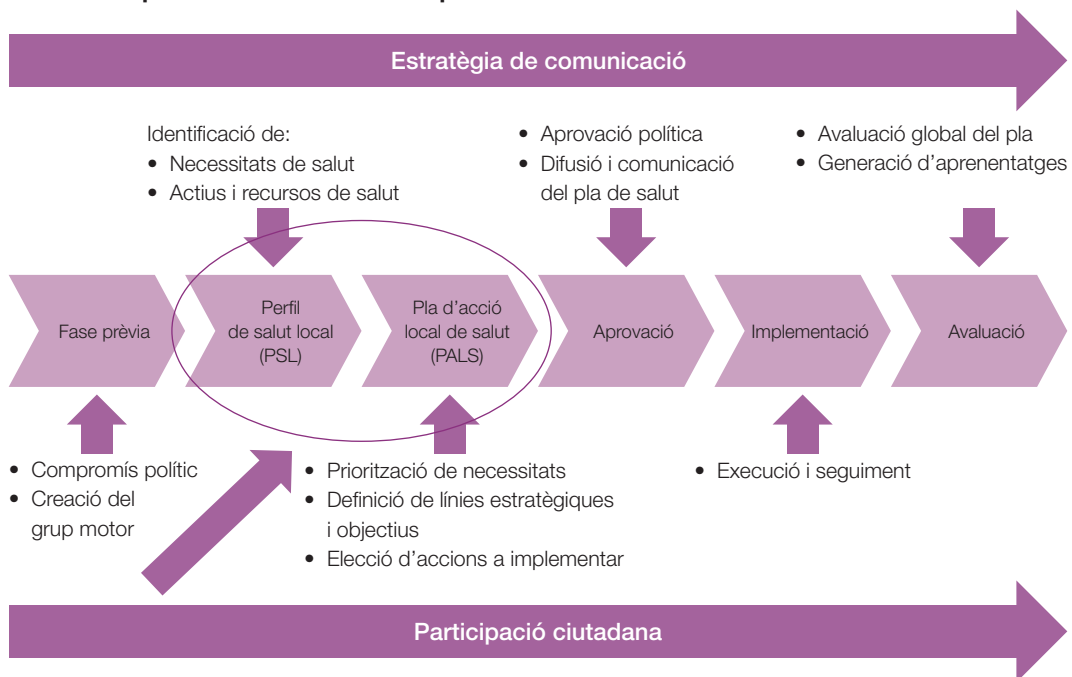 Estratègia de comunicació
Identificació de:
• Necessitats de salut
• Actius i recursos de salut
• Aprovació política
• Difusió i comunicació
del pla de salut
• Avaluació global del pla
• Generació d'aprenentatges
Fase prèvia
Perfil
de salut local
(PSL)
Pla d'acció
local de salut
(PALS)
Aprovació
Implementació
Avaluació
• Compromís polític
• Creació del
grup motor
• Priorització de necessitats
• Definició de línies estratègiques
i objectius
• Elecció d'accions a implementar
• Execució i seguiment
Participació ciutadana